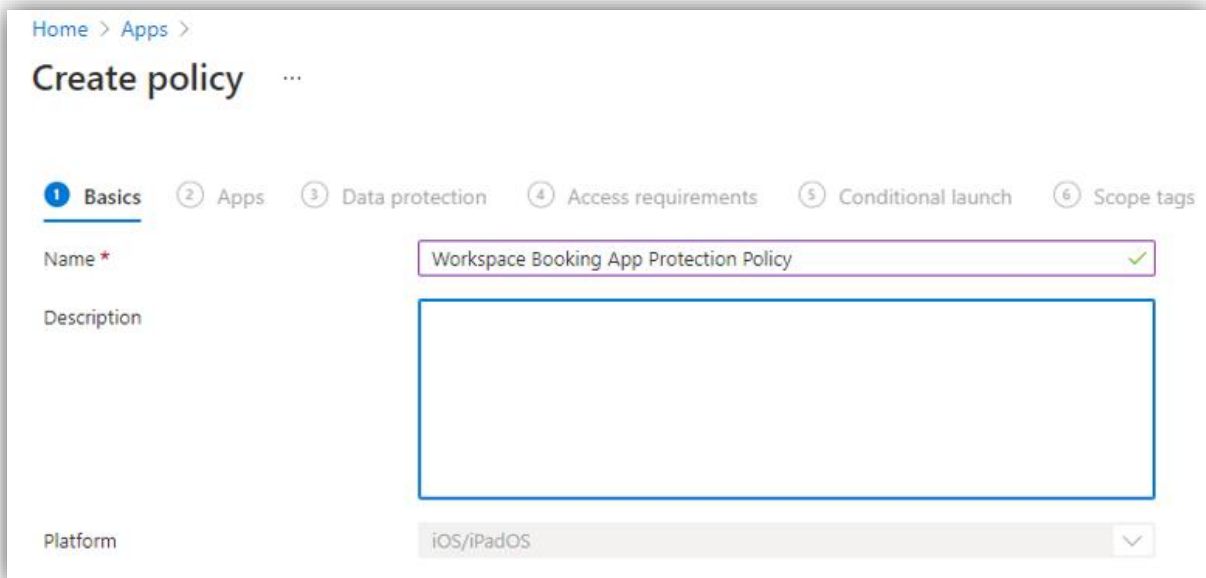 Home > Apps >
Create policy ...
1 Basics 2 Apps 3 Data protection 4 Access requirements 5 Conditional launch 6 Scope tags
Name * Workspace Booking App Protection Policy
Description
Platform iOS/iPadOS